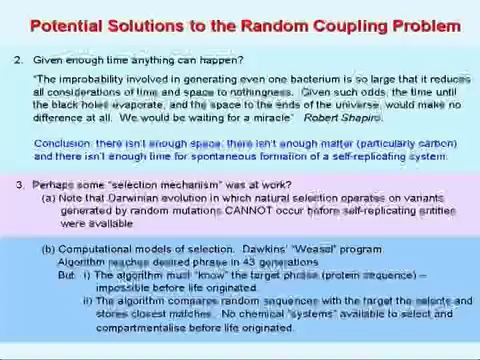 Potential Solutions to the Random Coupling Problem
2. Given enough time anything can happen?
"The improbability involved in generating even one bacterium is so large that it reduces
all considerations of time and space to nothingness. Given such odds, the time until
the black holes evaporate, and the space to the ends of the universe, would make no
difference at all. We would be waiting for a miracle" Robert Shapiro.
Conclusion: there isn't enough space, there isn't enough matter (particularly carbon)
and there isn't enough time for spontaneous formation of a self-replicating system.
3. Perhaps some "selection mechanism" was at work?
(a) Note that Darwinian evolution in which natural selection operates on variants
generated by random mutations CANNOT occur before self-replicating entities
were available
(b) Computational models of selection. Dawkins' "Weasel" program.
Algorithm reaches desired phrase in 43 generations
But: i) The algorithm must "know" the target phrase (protein sequence) –
impossible before life originated.
ii) The algorithm compares random sequences with the target the selects and
stores closest matches. No chemical "systems" available to select and
compartmentalise before life originated.